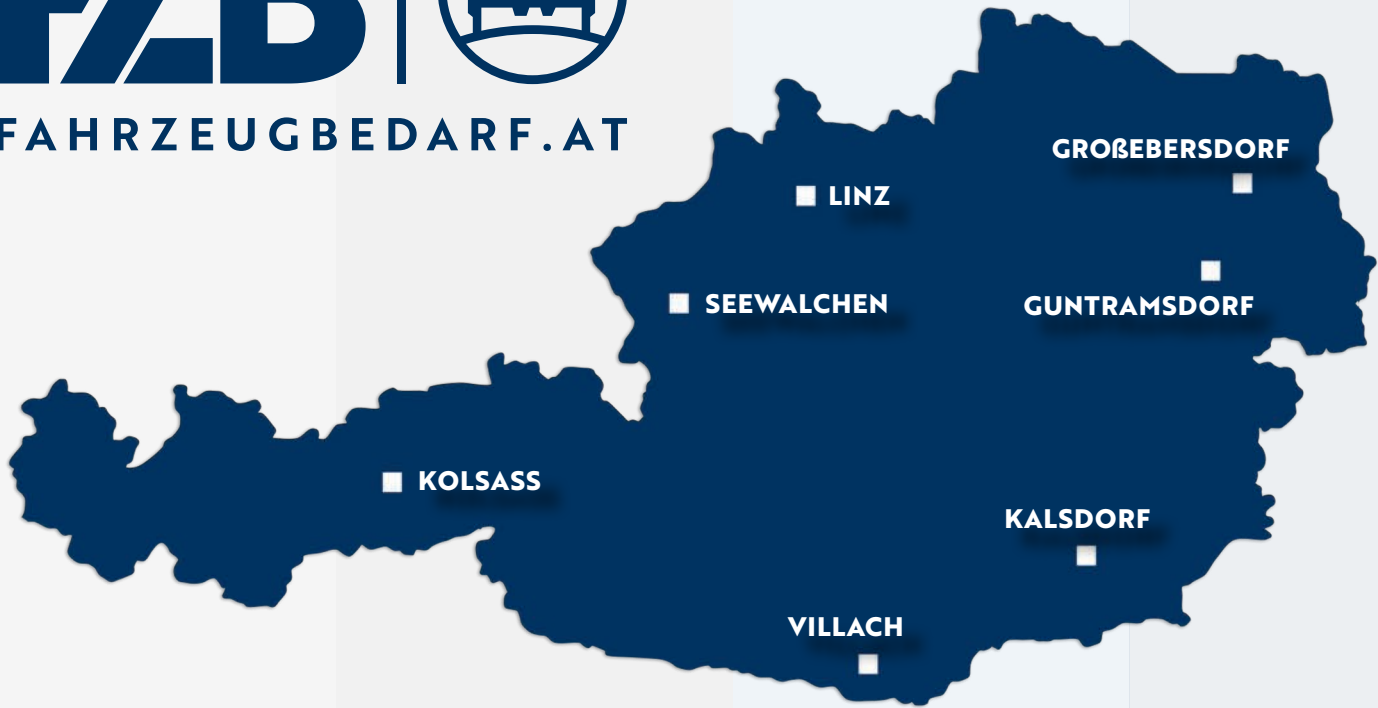 FZB
FAHRZEUGBEDARF.AT
GROßEBERSDORF
LINZ
SEEWALCHEN
GUNTRAMSDORF
KOLSASS
KALSDORF
VILLACH